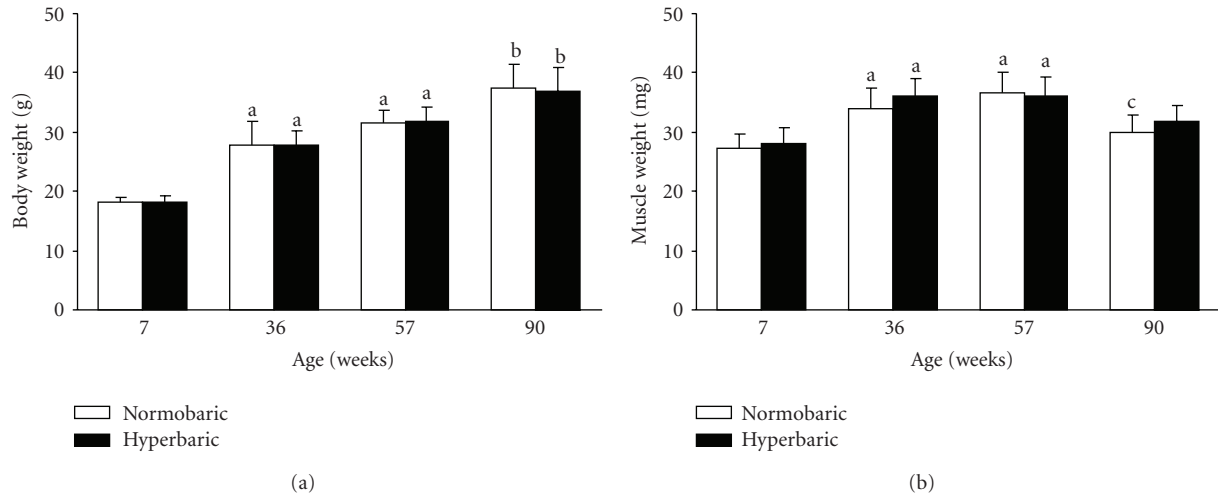 50
40
30
20
10
0
Body weight (g)
a a
a a
b b
7 36 57 90
Age (weeks)
Normobaric
Hyperbaric
(a)
50
40
30
20
10
0
Muscle weight (mg)
a a
a a
c
7 36 57 90
Age (weeks)
Normobaric
Hyperbaric
(b)